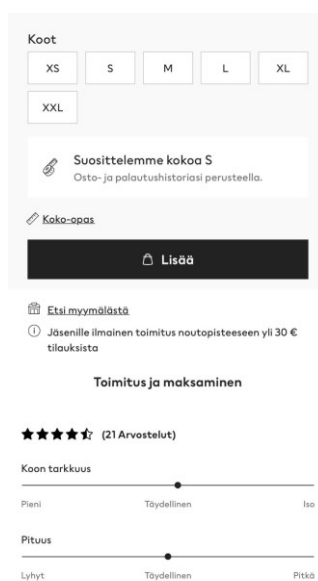 Koot
XS S M L XL
XXL
Suosittelemme kokoa S
Osto- ja palautushistoriasi perusteella.
Koko-opas
Lisää
Etsi myymälästä
Jäsenille ilmainen toimitus noutopisteeseen yli 30 €
tilauksista
Toimitus ja maksaminen
(21 Arvostelut)
Koon tarkkuus
Pieni Täydellinen Iso
Pituus
Lyhyt Täydellinen Pitkä